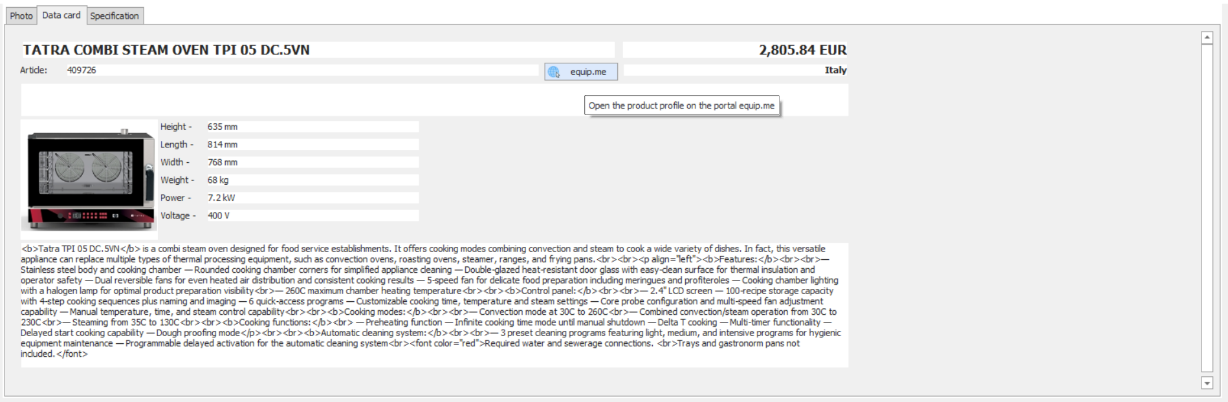 Photo Data card Specification
TATRA COMBI STEAM OVEN TPI 05 DC.5VN 2,805.84 EUR
Article: 409726 equip.me Italy
Open the product profile on the portal equip.me
Height - 635 mm
Length - 814 mm
Width - 768 mm
Weight - 68 kg
Power - 7.2 kW
Voltage - 400 V
<b>Tatra TPI 05 DC.5VN</b> is a combi steam oven designed for food service establishments. It offers cooking modes combining convection and steam to cook a wide variety of dishes. In fact, this versatile
appliance can replace multiple types of thermal processing equipment, such as convection ovens, roasting ovens, steamer, ranges, and frying pans.<br><br><p align="left"><b>Features:</b><br><br>—
Stainless steel body and cooking chamber — Rounded cooking chamber corners for simplified appliance cleaning — Double-glazed heat-resistant door glass with easy-clean surface for thermal insulation and
operator safety — Dual reversible fans for even heated air distribution and consistent cooking results — 5-speed fan for delicate food preparation including meringues and profiteroles — Cooking chamber lighting
with a halogen lamp for optimal product preparation visibility<br>— 260C maximum chamber heating temperature<br><br><b>Control panel:</b><br><br>— 2.4" LCD screen — 100-recipe storage capacity
with 4-step cooking sequences plus naming and imaging — 6 quick-access programs — Customizable cooking time, temperature and steam settings — Core probe configuration and multi-speed fan adjustment
capability — Manual temperature, time, and steam control capability<br><br><b>Cooking modes:</b><br><br>— Convection mode at 30C to 260C<br>— Combined convection/steam operation from 30C to
230C<br>— Steaming from 35C to 130C<br><br><b>Cooking functions:</b><br> — Preheating function — Infinite cooking time mode until manual shutdown — Delta T cooking — Multi-timer functionality —
Delayed start cooking capability — Dough proofing mode</p><br><br><b>Automatic cleaning system:</b><br><br>— 3 preset cleaning programs featuring light, medium, and intensive programs for hygienic
equipment maintenance — Programmable delayed activation for the automatic cleaning system<br><font color="red">Required water and sewerage connections. <br>Trays and gastronorm pans not
included.</font>